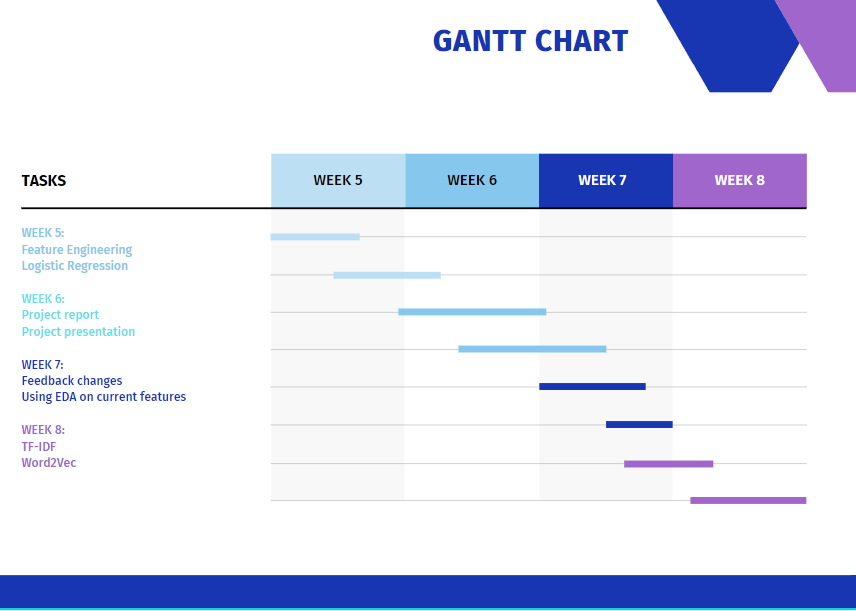 GANTT CHART
TASKS
WEEK 5
WEEK 6
WEEK 7
WEEK 8
WEEK 5:
Feature Engineering
Logistic Regression
WEEK 6:
Project report
Project presentation
WEEK 7:
Feedback changes
Using EDA on current features
WEEK 8:
TF-IDF
Word2Vec